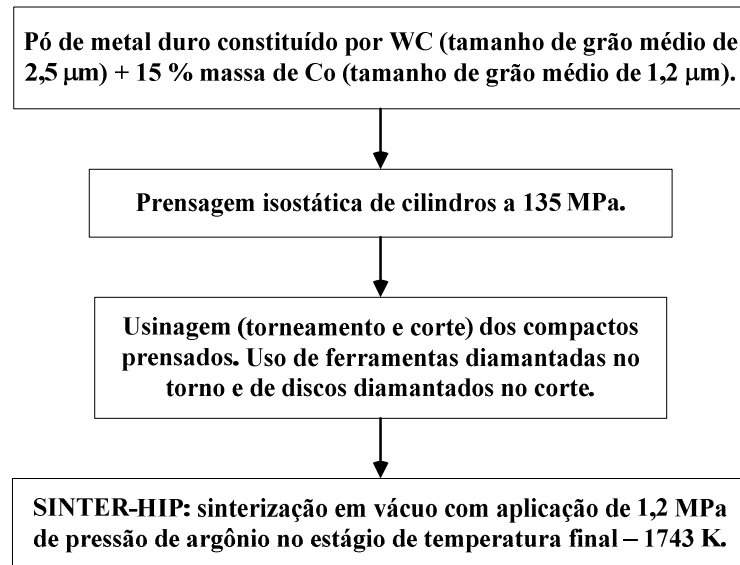 Pó de metal duro constituído por WC (tamanho de grão médio de
2,5 μm) + 15 % massa de Co (tamanho de grão médio de 1,2 μm).
Prensagem isostática de cilindros a 135 MPa.
Usinagem (torneamento e corte) dos compactos
prensados. Uso de ferramentas diamantadas no
torno e de discos diamantados no corte.
SINTER-HIP: sinterização em vácuo com aplicação de 1,2 MPa
de pressão de argônio no estágio de temperatura final – 1743 K.